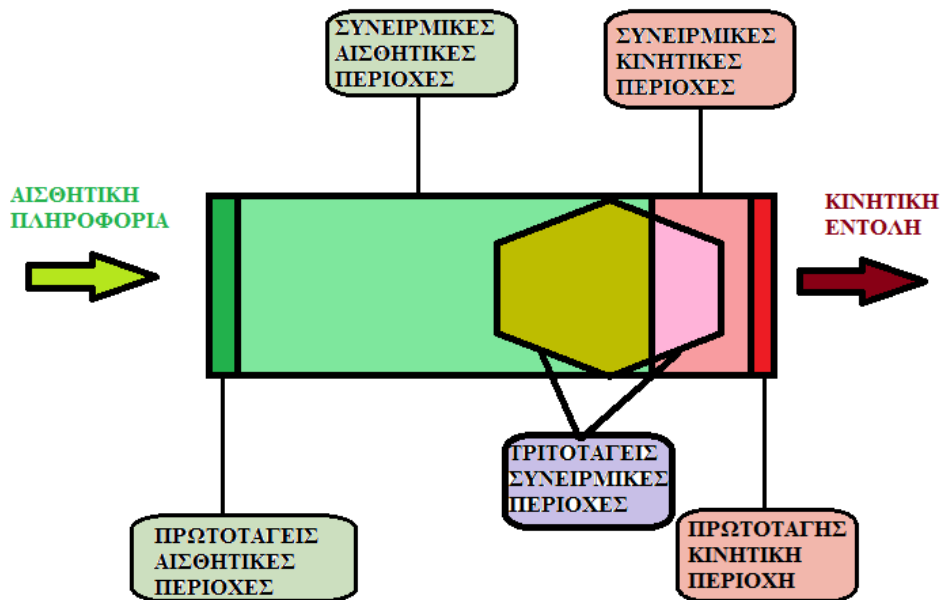 ΣΥΝΕΙΡΜΙΚΕΣ
ΑΙΣΘΗΤΙΚΕΣ
ΠΕΡΙΟΧΕΣ
ΣΥΝΕΙΡΜΙΚΕΣ
ΚΙΝΗΤΙΚΕΣ
ΠΕΡΙΟΧΕΣ
ΑΙΣΘΗΤΙΚΗ
ΠΛΗΡΟΦΟΡΙΑ
ΚΙΝΗΤΙΚΗ
ΕΝΤΟΛΗ
ΤΡΙΤΟΤΑΓΕΙΣ
ΣΥΝΕΙΡΜΙΚΕΣ
ΠΕΡΙΟΧΕΣ
ΠΡΩΤΟΤΑΓΕΙΣ
ΑΙΣΘΗΤΙΚΕΣ
ΠΕΡΙΟΧΕΣ
ΠΡΩΤΟΤΑΓΗΣ
ΚΙΝΗΤΙΚΗ
ΠΕΡΙΟΧΗ